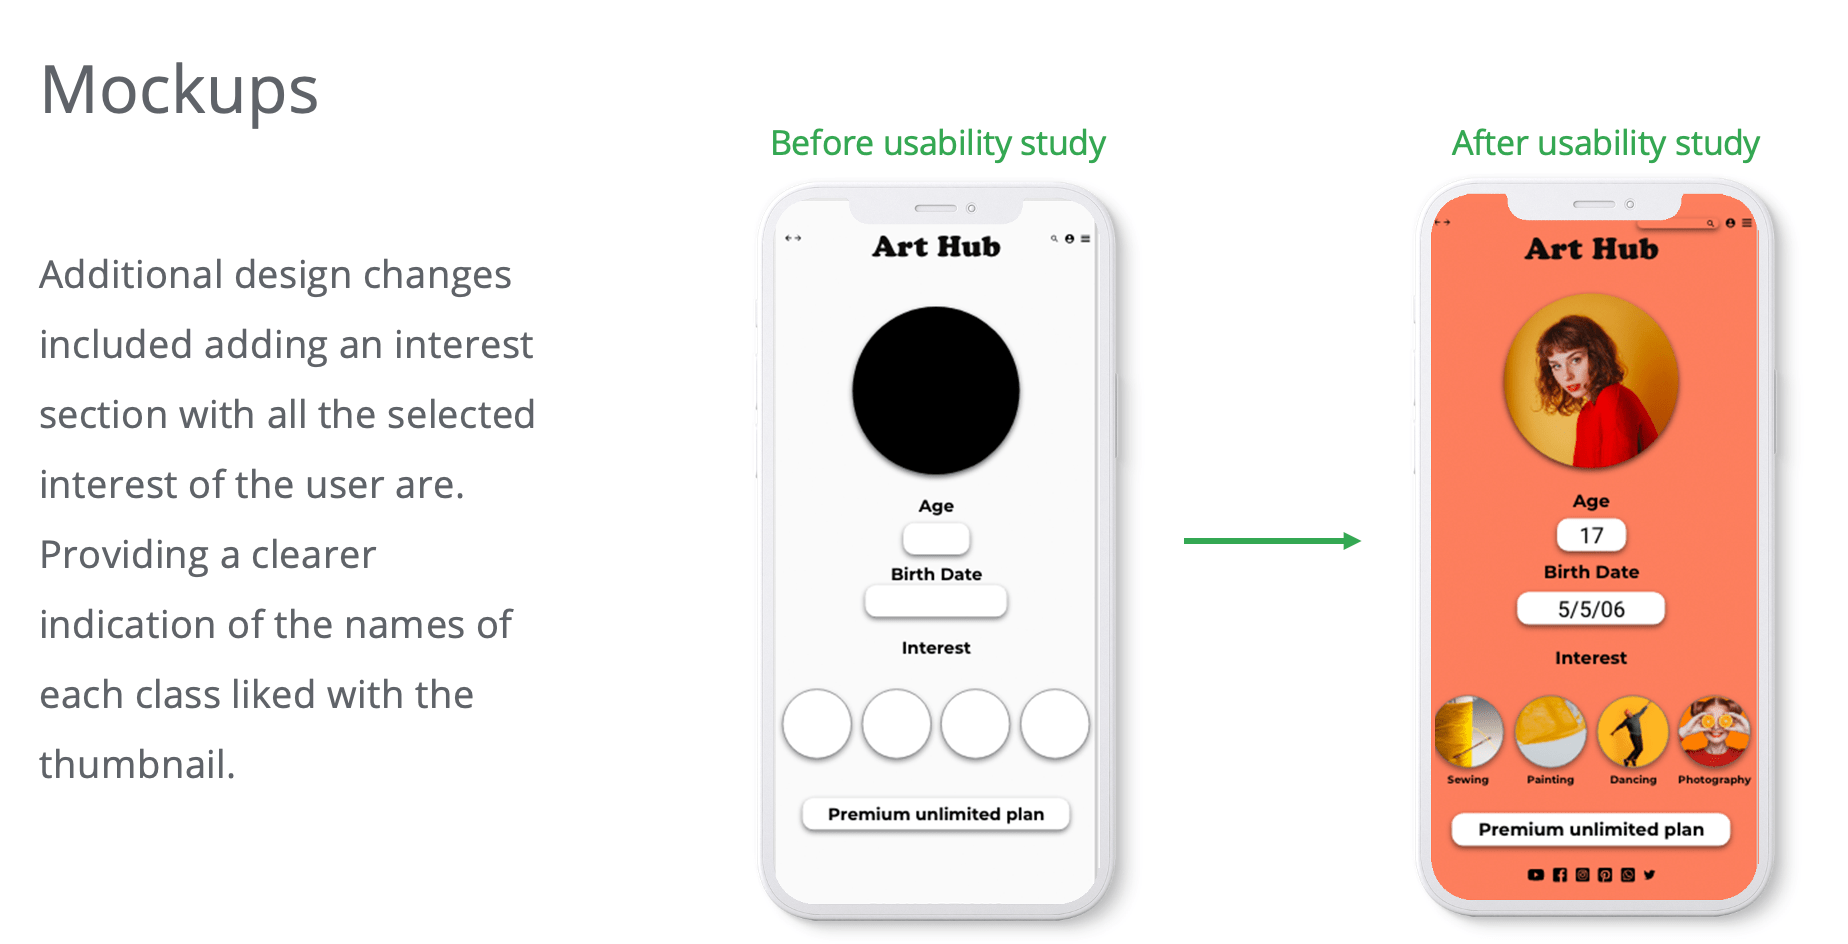 Mockups
Additional design changes
included adding an interest
section with all the selected
interest of the user are.
Providing a clearer
indication of the names of
each class liked with the
thumbnail.
Before usability study
Art Hub
Age
Birth Date
Interest
Premium unlimited plan
After usability study
Art Hub
Age
17
Birth Date
5/5/06
Interest
Sewing Painting Dancing Photography
Premium unlimited plan